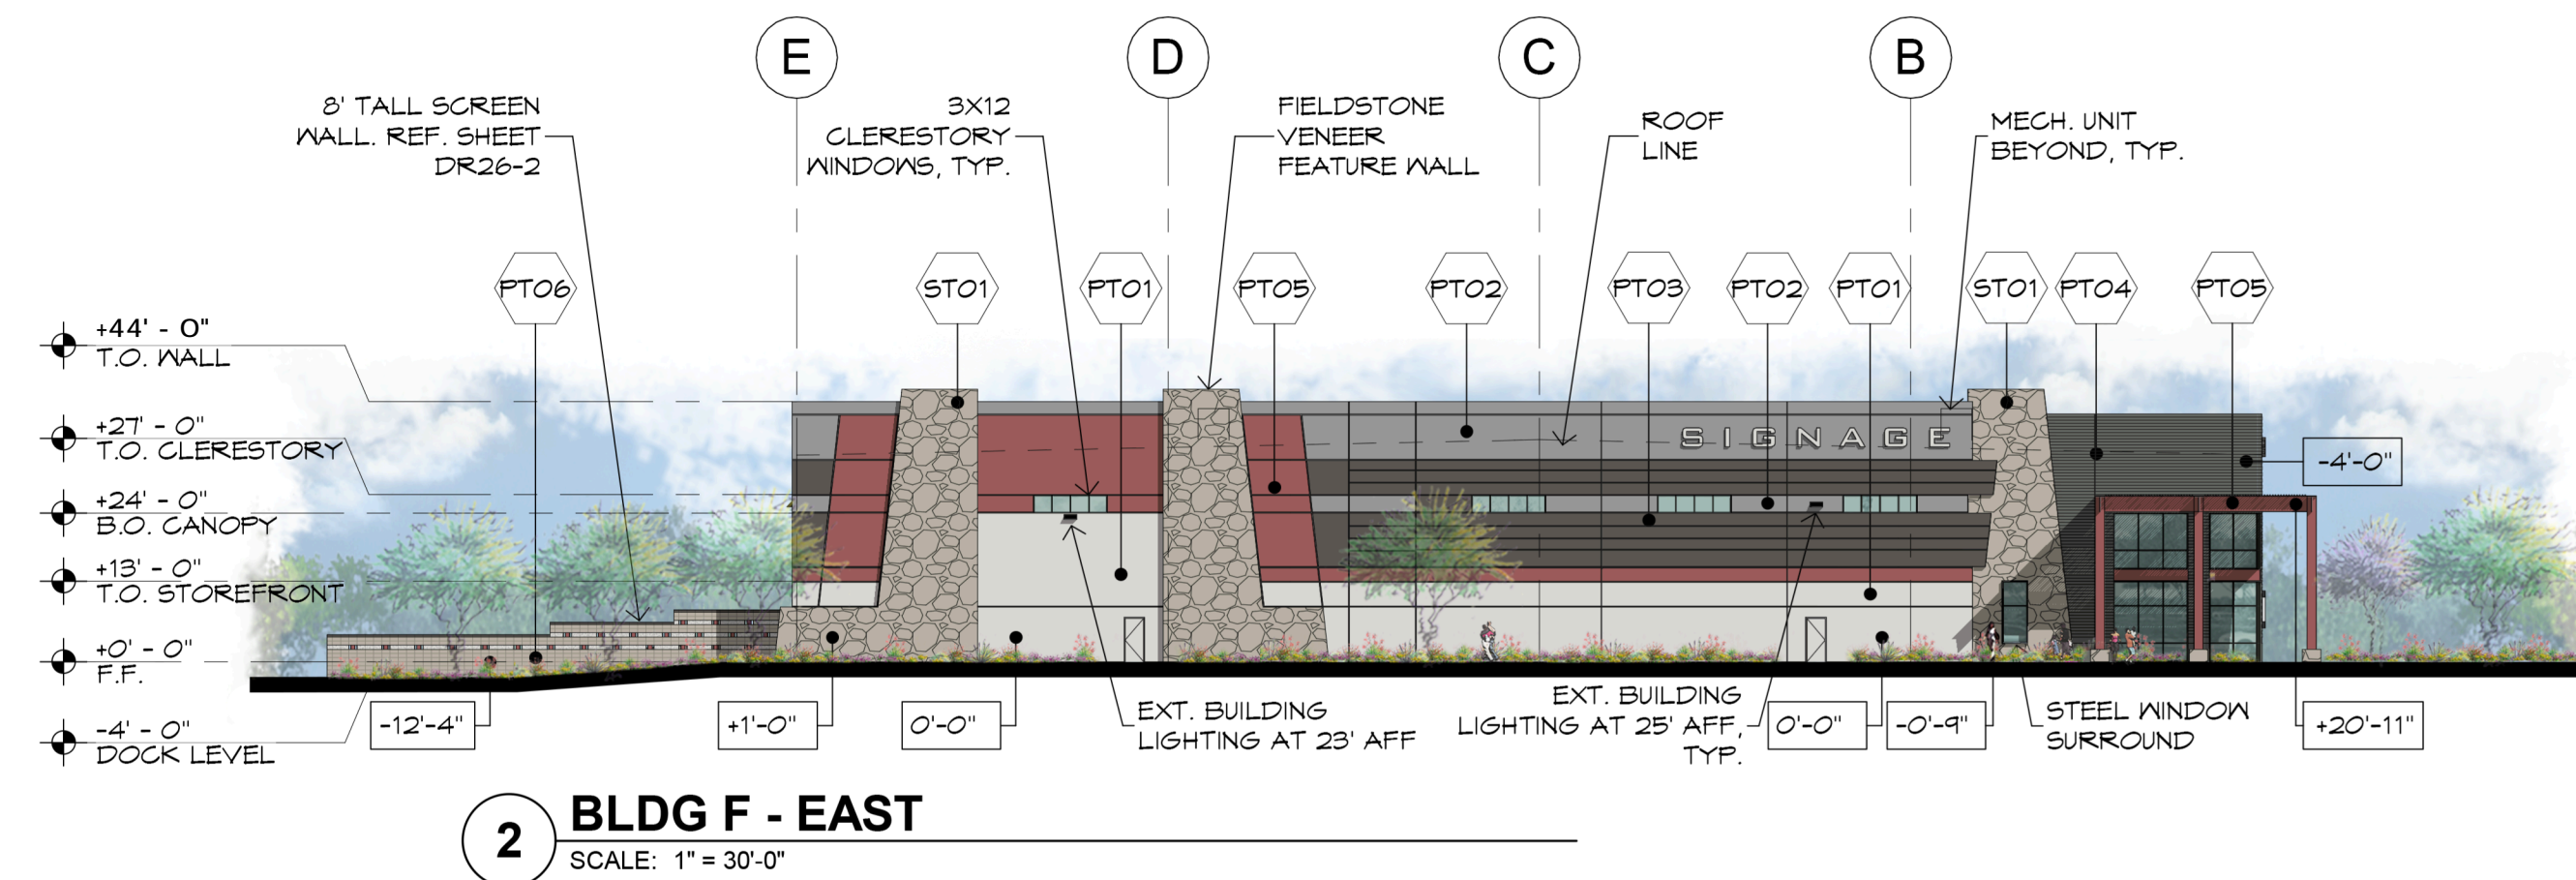 E
D
C
B
8' TALL SCREEN
WALL. REF. SHEET
DR26-2
3X12
CLERESTORY
WINDOWS, TYP.
FIELDSTONE
VENEER
FEATURE WALL
ROOF
LINE
MECH. UNIT
BEYOND, TYP.
PT06
ST01
PT01
PT05
PT02
PT03
PT02
PT01
ST01
PT04
PT05
+44' - 0"
T.O. WALL
+27' - 0"
T.O. CLERESTORY
+24' - 0"
B.O. CANOPY
+13' - 0"
T.O. STOREFRONT
+0' - 0"
F.F.
-4' - 0"
DOCK LEVEL
SIGNAGE
-4'-0"
-12'-4"
+1'-0"
0'-0"
EXT. BUILDING
LIGHTING AT 23' AFF
EXT. BUILDING
LIGHTING AT 25' AFF,
TYP.
0'-0"
-0'-9"
STEEL WINDOW
SURROUND
+20'-11"
2
BLDG F - EAST
SCALE: 1" = 30'-0"